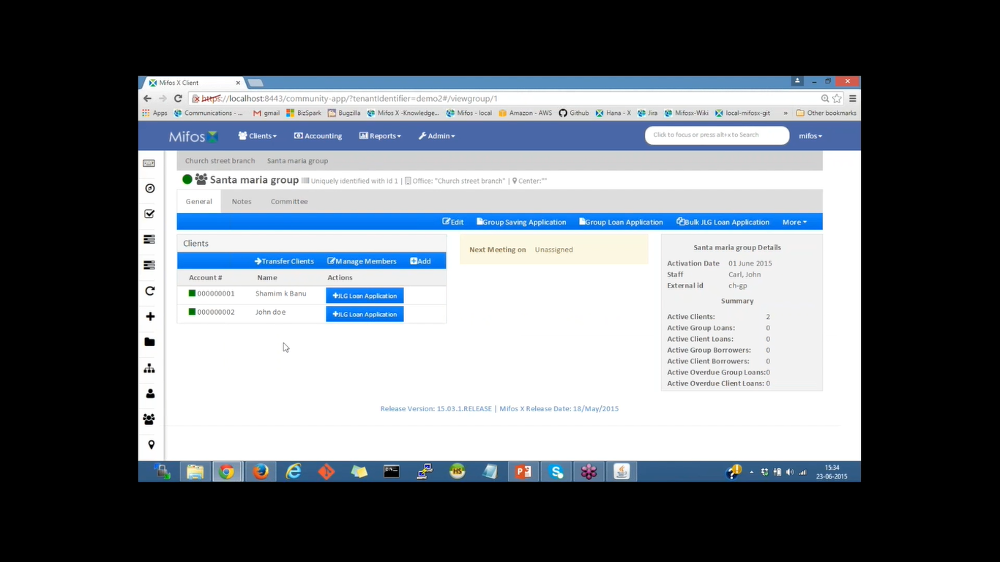 Mifos X Client
https://localhost:8443/community-app/?tenantIdentifier=demo2#/viewgroup/1
Apps Communications - ... gmail BizSpark Bugzilla Mifos X -Knowledge... Mifos - local Amazon - AWS Github Hana - X Jira Mifosx-Wiki local-mifosx-git » Other bookmarks
Mifos Clients Accounting Reports Admin Click to focus or press alt+x to Search mifos
Church street branch Santa maria group
Santa maria group Uniquely identified with Id 1 | Office: "Church street branch" | Center:""
General Notes Committee
Edit Group Saving Application Group Loan Application Bulk JLG Loan Application More
Clients
Transfer Clients Manage Members Add
Account # Name Actions
000000001 Shamim k Banu JLG Loan Application
000000002 John doe JLG Loan Application
Next Meeting on Unassigned
Santa maria group Details
Activation Date 01 June 2015
Staff Carl, John
External id ch-gp
Summary
Active Clients: 2
Active Group Loans: 0
Active Client Loans: 0
Active Group Borrowers: 0
Active Client Borrowers: 0
Active Overdue Group Loans:0
Active Overdue Client Loans: 0
Release Version: 15.03.1.RELEASE | Mifos X Release Date: 18/May/2015
HS
15:34
23-06-2015